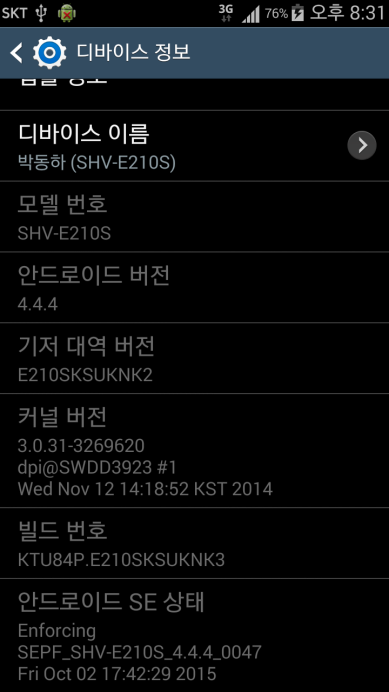 SKT 3G 76% 오후 8:31
디바이스 정보
디바이스 이름
박동하 (SHV-E210S)
모델 번호
SHV-E210S
안드로이드 버전
4.4.4
기저 대역 버전
E210SKSUKNK2
커널 버전
3.0.31-3269620
dpi@SWDD3923 #1
Wed Nov 12 14:18:52 KST 2014
빌드 번호
KTU84P.E210SKSUKNK3
안드로이드 SE 상태
Enforcing
SEPF_SHV-E210S_4.4.4_0047
Fri Oct 02 17:42:29 2015